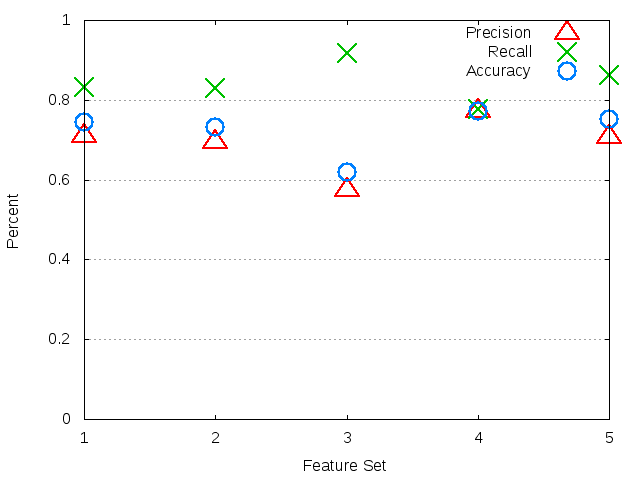 1
Precision
Recall
Accuracy
0.8
0.6
0.4
0.2
0
Percent
1 2 3 4 5
Feature Set